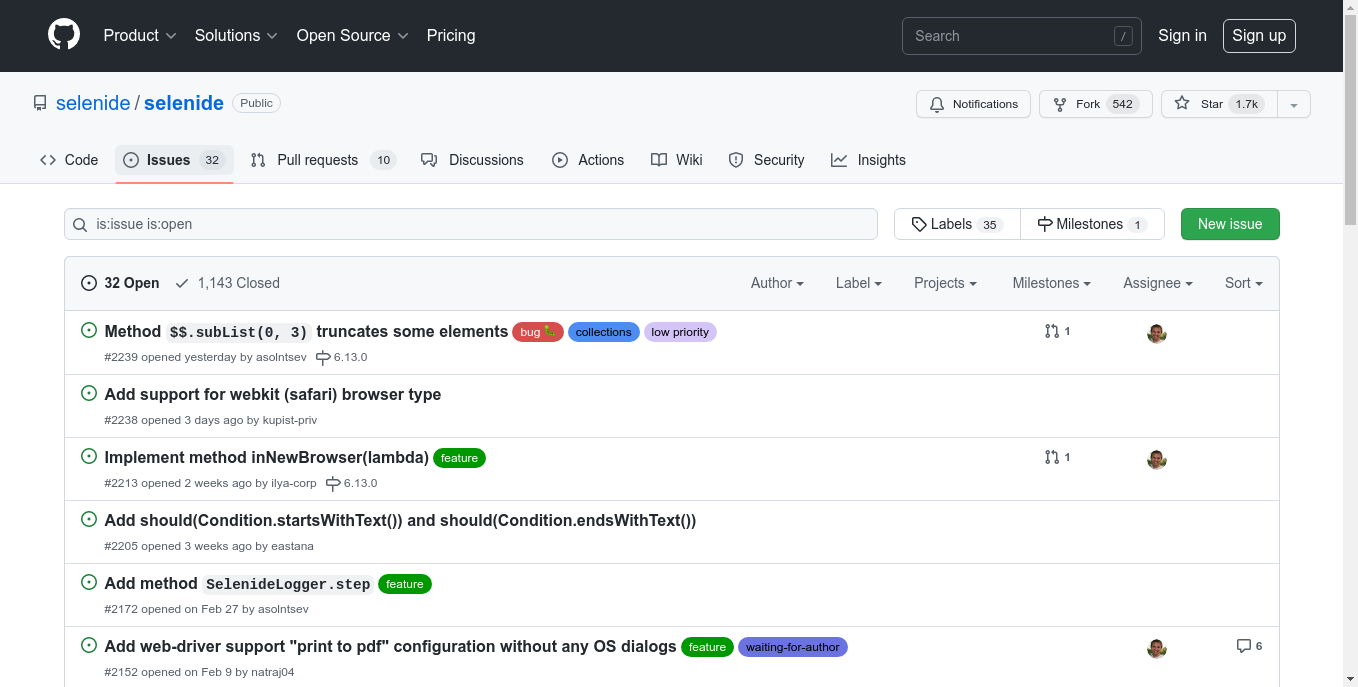 Product Solutions Open Source Pricing Search / Sign in Sign up
selenide / selenide Public Notifications Fork 542 Star 1.7k
Code Issues 32 Pull requests 10 Discussions Actions Wiki Security Insights
is:issue is:open Labels 35 Milestones 1 New issue
32 Open 1,143 Closed Author Label Projects Milestones Assignee Sort
Method $$.subList(0, 3) truncates some elements bug collections low priority 1
#2239 opened yesterday by asolntsev 6.13.0
Add support for webkit (safari) browser type
#2238 opened 3 days ago by kupist-priv
Implement method inNewBrowser(lambda) feature 1
#2213 opened 2 weeks ago by ilya-corp 6.13.0
Add should(Condition.startsWithText()) and should(Condition.endsWithText())
#2205 opened 3 weeks ago by eastana
Add method SelenideLogger.step feature
#2172 opened on Feb 27 by asolntsev
Add web-driver support "print to pdf" configuration without any OS dialogs feature waiting-for-author 6
#2152 opened on Feb 9 by natraj04